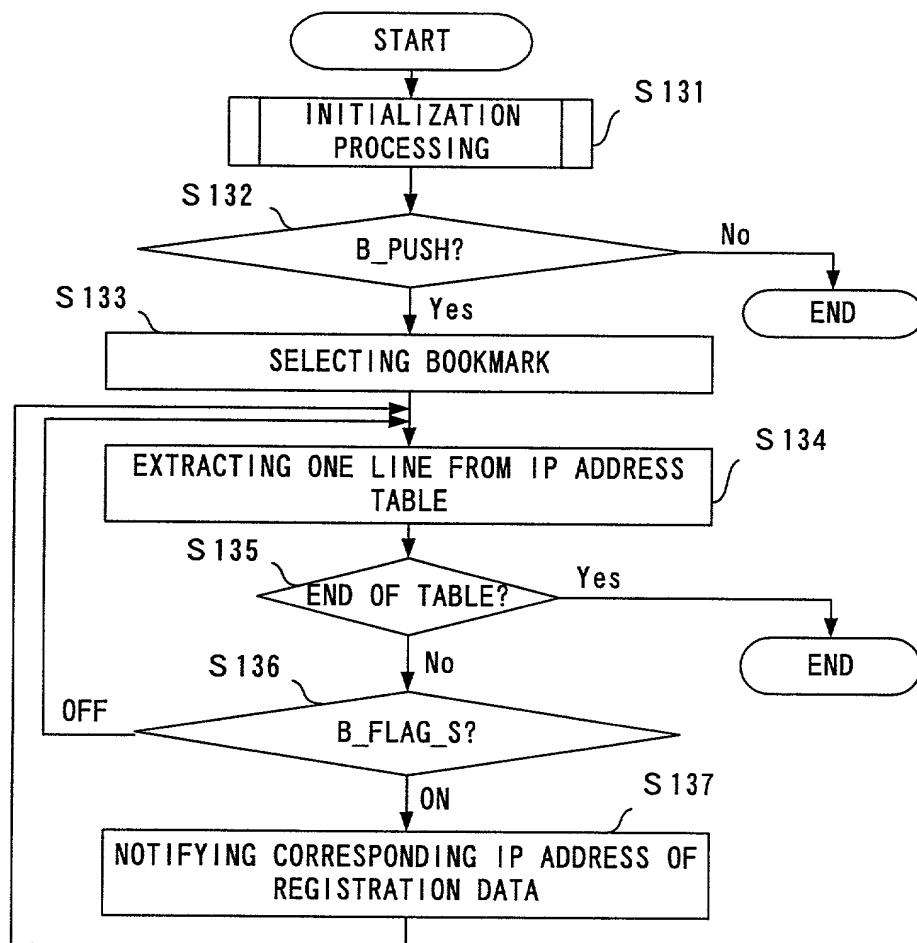 START
S131
INITIALIZATION
PROCESSING
S132
B_PUSH?
No
END
S133
Yes
SELECTING BOOKMARK
S134
EXTRACTING ONE LINE FROM IP ADDRESS
TABLE
S135
END OF TABLE?
Yes
END
No
S136
OFF
B_FLAG_S?
ON
S137
NOTIFYING CORRESPONDING IP ADDRESS OF
REGISTRATION DATA